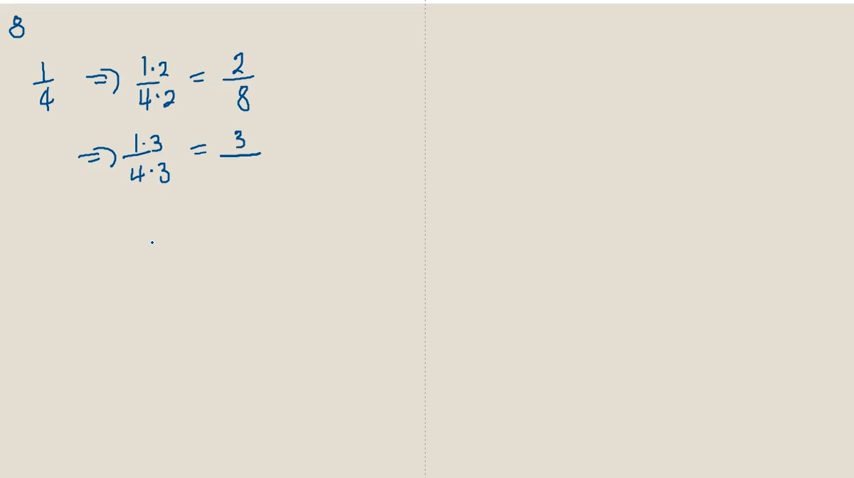 8
1/4 ⇒ 1·2/4·2 = 2/8
⇒ 1·3/4·3 = 3/